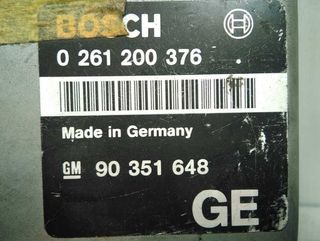 BOSCH
0 261 200 376
Made in Germany
GM 90 351 648
GE